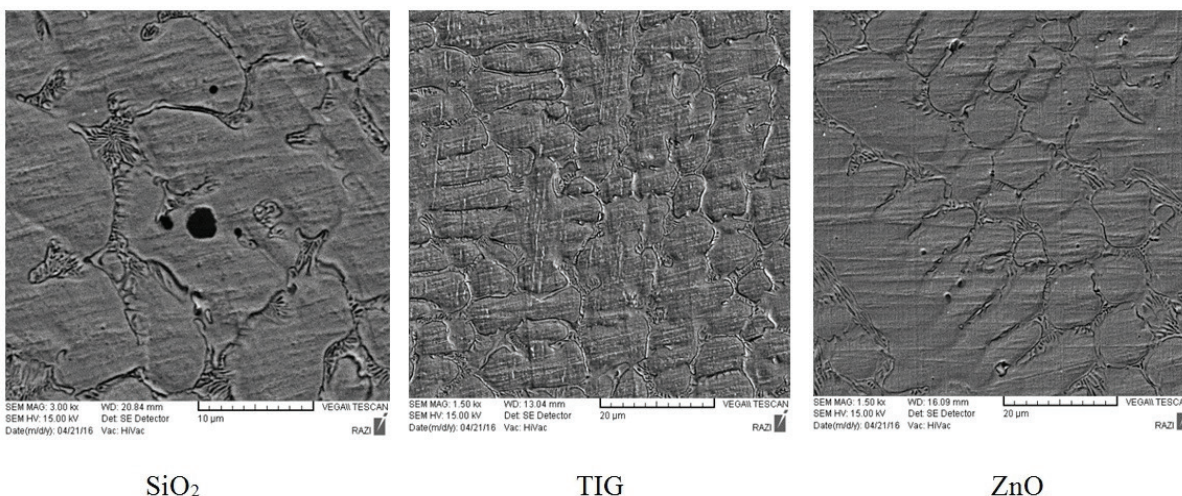 SEM MAG: 3.00 kx WD: 20.84 mm
SEM HV: 15.00 kV Det: SE Detector 10 µm VEGA\\ TESCAN
Date(m/d/y): 04/21/16 Vac: HiVac RAZI
SEM MAG: 1.50 kx WD: 13.04 mm
SEM HV: 15.00 kV Det: SE Detector 20 µm VEGA\\ TESCAN
Date(m/d/y): 04/21/16 Vac: HiVac RAZI
SEM MAG: 1.50 kx WD: 16.09 mm
SEM HV: 15.00 kV Det: SE Detector 20 µm VEGA\\ TESCAN
Date(m/d/y): 04/21/16 Vac: HiVac RAZI
SiO₂ TIG ZnO